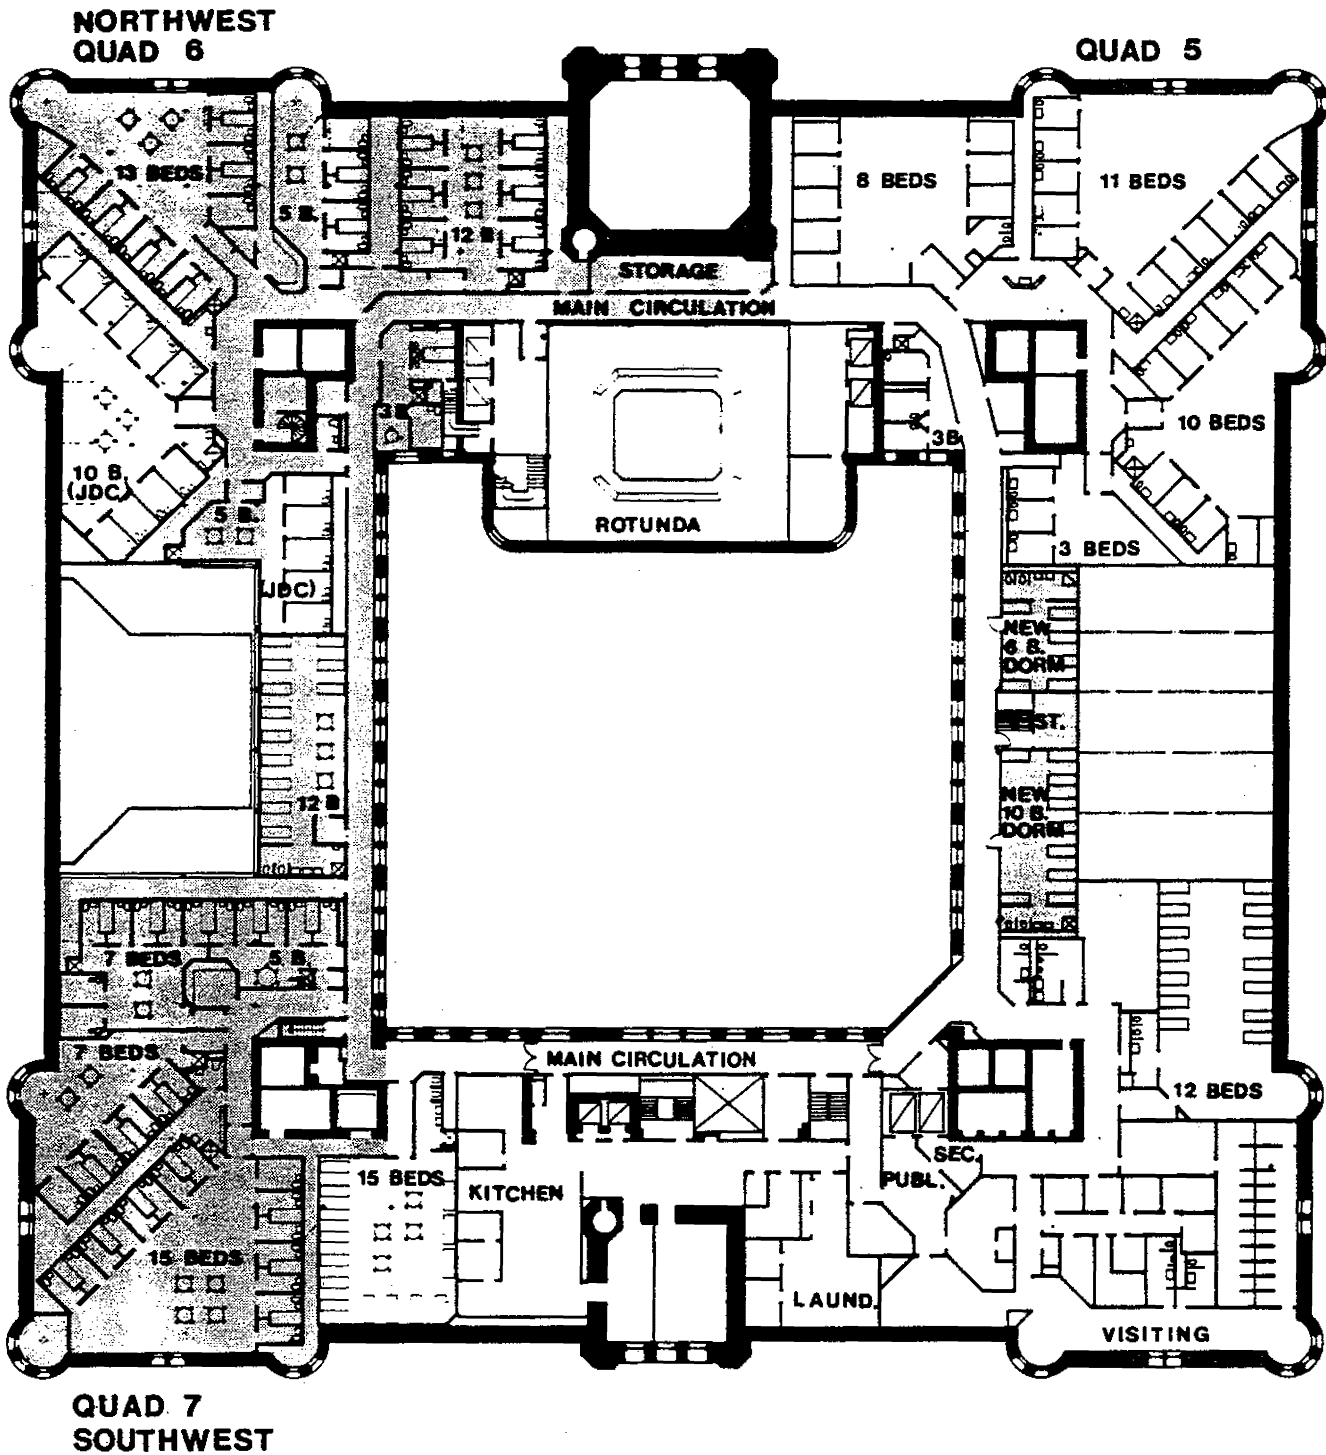 NORTHWEST
QUAD 6
QUAD 5
13 BEDS
5 B.
12 B
8 BEDS
11 BEDS
STORAGE
MAIN CIRCULATION
3B
3B
10 BEDS
10 B.
(JDC)
5 B.
ROTUNDA
3 BEDS
(JDC)
NEW
6 B.
DORM
ST.
12 B
NEW
10 B.
DORM
7 BEDS
5 B.
7 BEDS
MAIN CIRCULATION
12 BEDS
SEC.
15 BEDS
KITCHEN
PUBL.
15 BEDS
LAUND.
VISITING
QUAD 7
SOUTHWEST